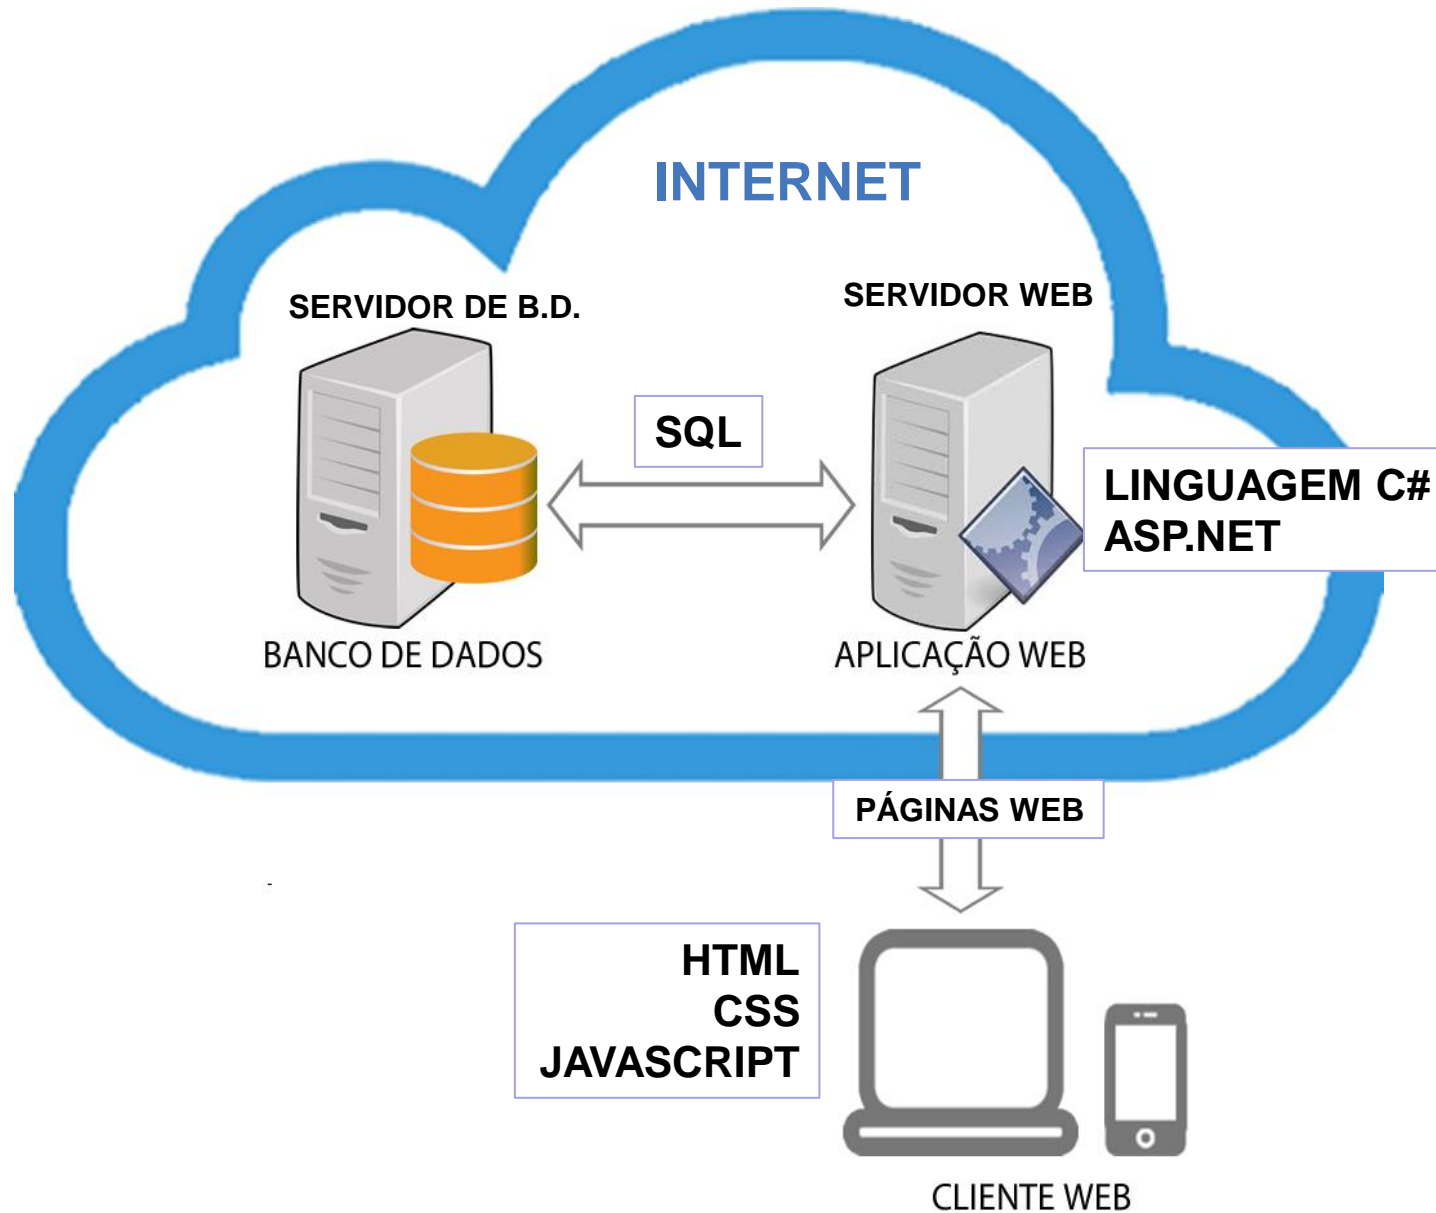 INTERNET
SERVIDOR DE B.D.
SERVIDOR WEB
SQL
LINGUAGEM C#
ASP.NET
BANCO DE DADOS
APLICAÇÃO WEB
PÁGINAS WEB
-
HTML
CSS
JAVASCRIPT
CLIENTE WEB